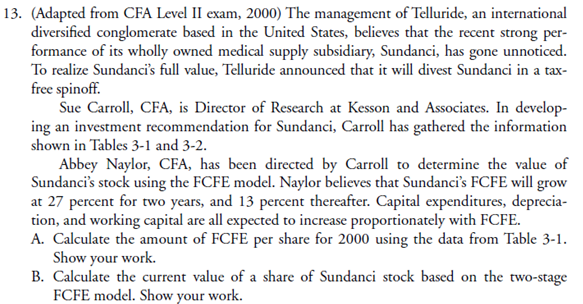 13. (Adapted from CFA Level II exam, 2000) The management of Telluride, an international
diversified conglomerate based in the United States, believes that the recent strong per-
formance of its wholly owned medical supply subsidiary, Sundanci, has gone unnoticed.
To realize Sundanci's full value, Telluride announced that it will divest Sundanci in a tax-
free spinoff.
Sue Carroll, CFA, is Director of Research at Kesson and Associates. In develop-
ing an investment recommendation for Sundanci, Carroll has gathered the information
shown in Tables 3-1 and 3-2.
Abbey Naylor, CFA, has been directed by Carroll to determine the value of
Sundanci's stock using the FCFE model. Naylor believes that Sundanci's FCFE will grow
at 27 percent for two years, and 13 percent thereafter. Capital expenditures, deprecia-
tion, and working capital are all expected to increase proportionately with FCFE.
A. Calculate the amount of FCFE per share for 2000 using the data from Table 3-1.
Show your work.
B. Calculate the current value of a share of Sundanci stock based on the two-stage
FCFE model. Show your work.